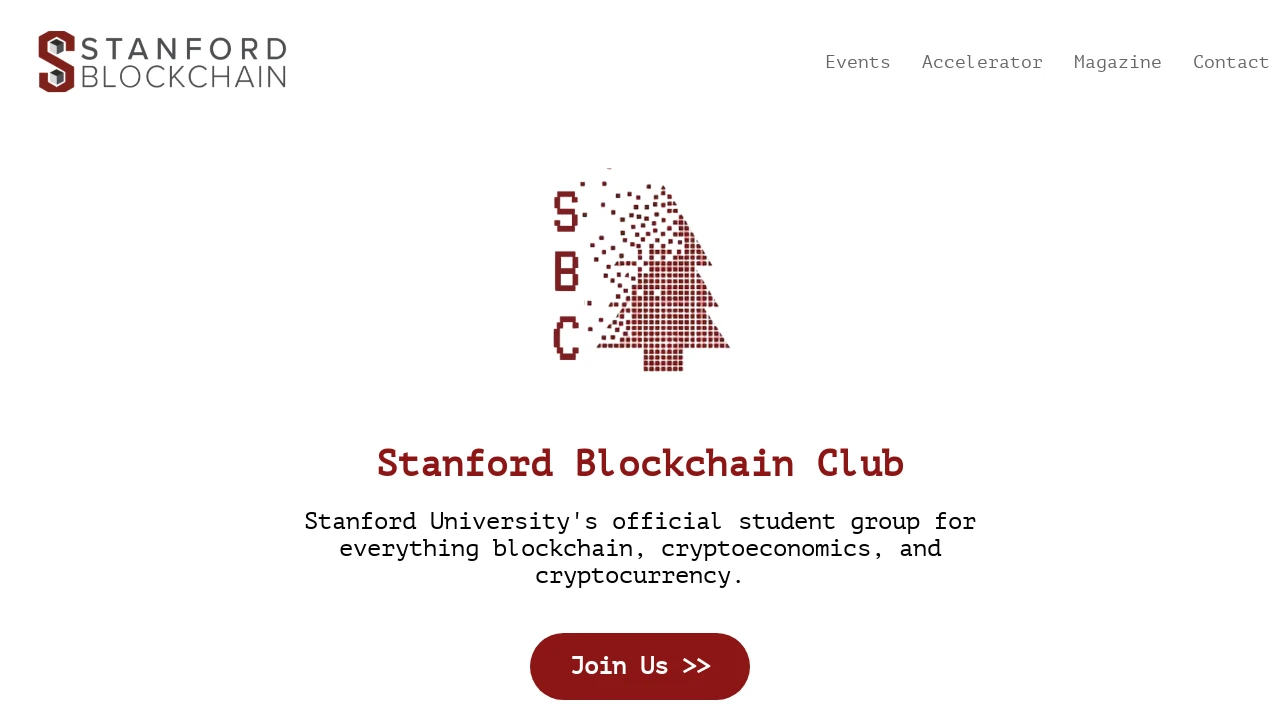 STANFORD
BLOCKCHAIN
Events Accelerator Magazine Contact
S
B
C
Stanford Blockchain Club
Stanford University's official student group for
everything blockchain, cryptoeconomics, and
cryptocurrency.
Join Us >>